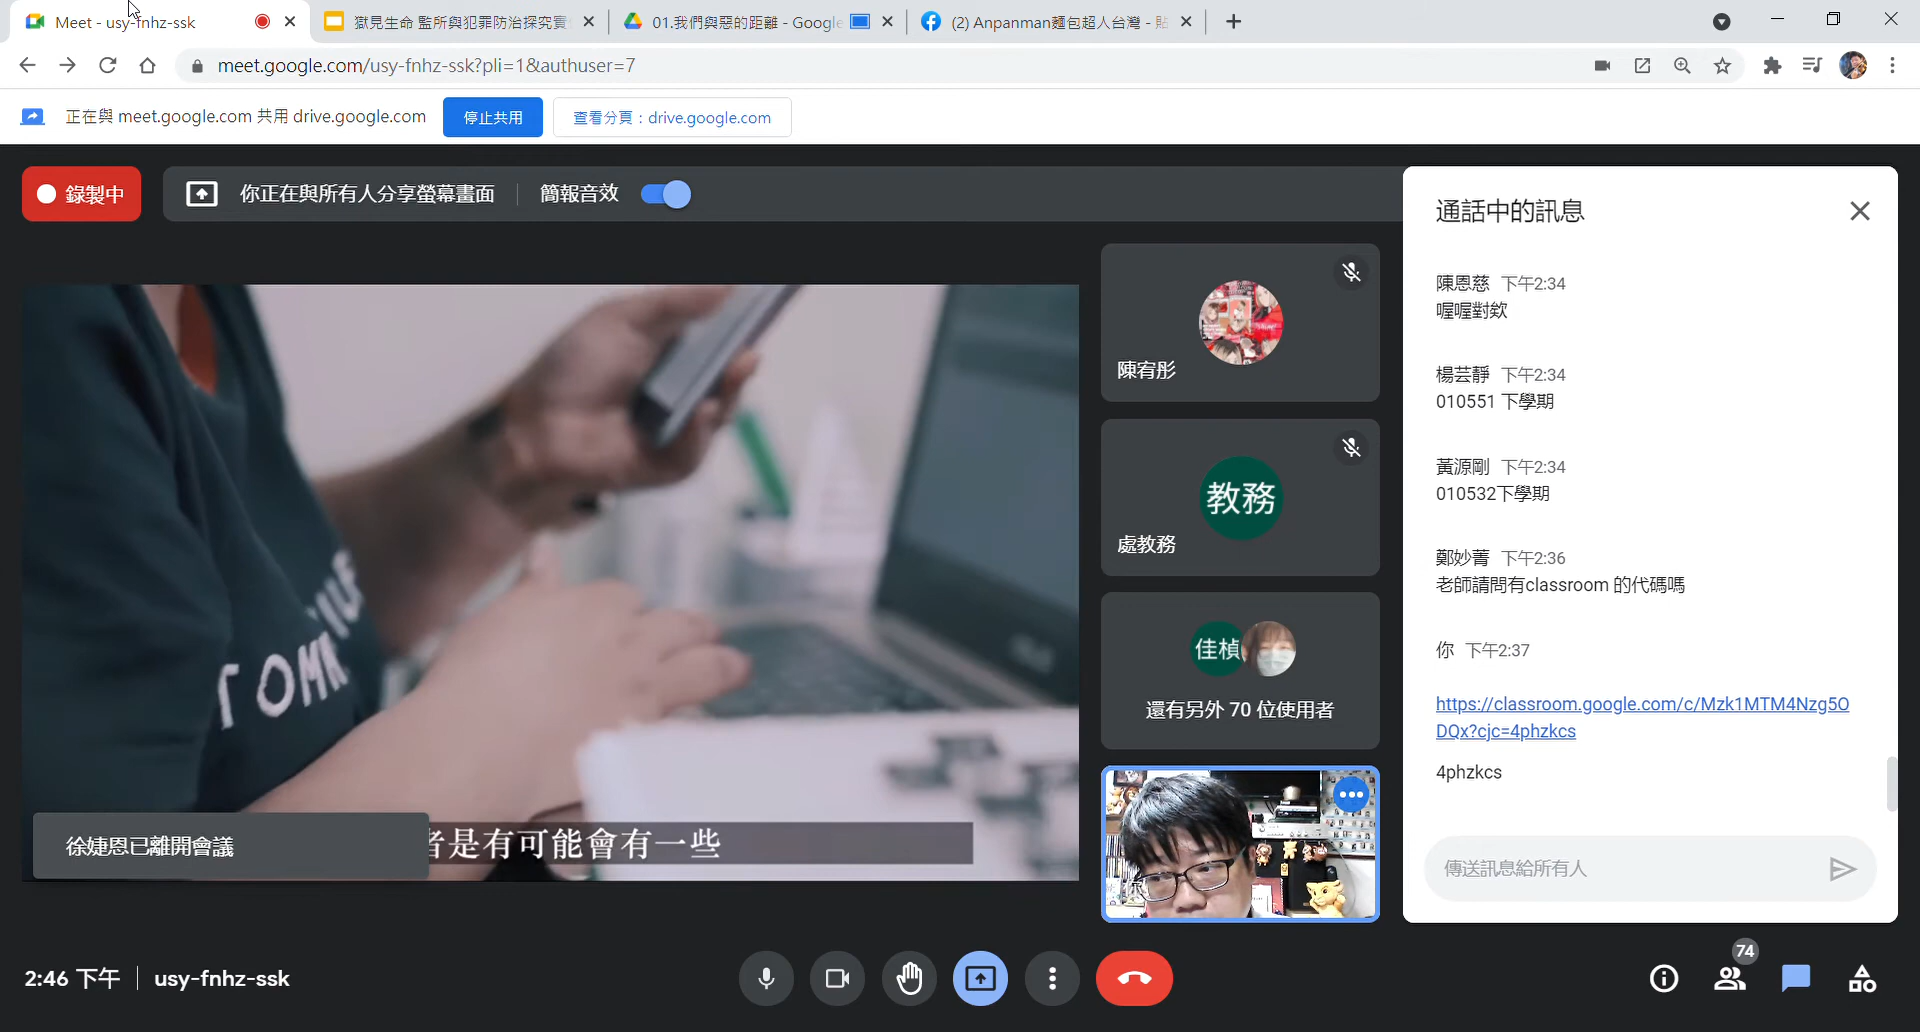 Meet - usy-fnhz-ssk
獄見生命 監所與犯罪防治探究實
01.我們與惡的距離 - Google
(2) Anpanman麵包超人台灣 - 貼
meet.google.com/usy-fnhz-ssk?pli=1&authuser=7
正在與 meet.google.com 共用 drive.google.com
停止共用
查看分頁：drive.google.com
錄製中
你正在與所有人分享螢幕畫面
簡報音效
TOMMY
者是有可能會有一些
徐婕恩已離開會議
陳宥彤
教務
處教務
佳楨
還有另外 70 位使用者
通話中的訊息
陳恩慈 下午2:34
喔喔對欸
楊芸靜 下午2:34
010551 下學期
黃源剛 下午2:34
010532下學期
鄭妙菁 下午2:36
老師請問有classroom 的代碼嗎
你 下午2:37
https://classroom.google.com/c/Mzk1MTM4Nzg5O
DQx?cjc=4phzkcs
4phzkcs
傳送訊息給所有人
2:46 下午
usy-fnhz-ssk
74